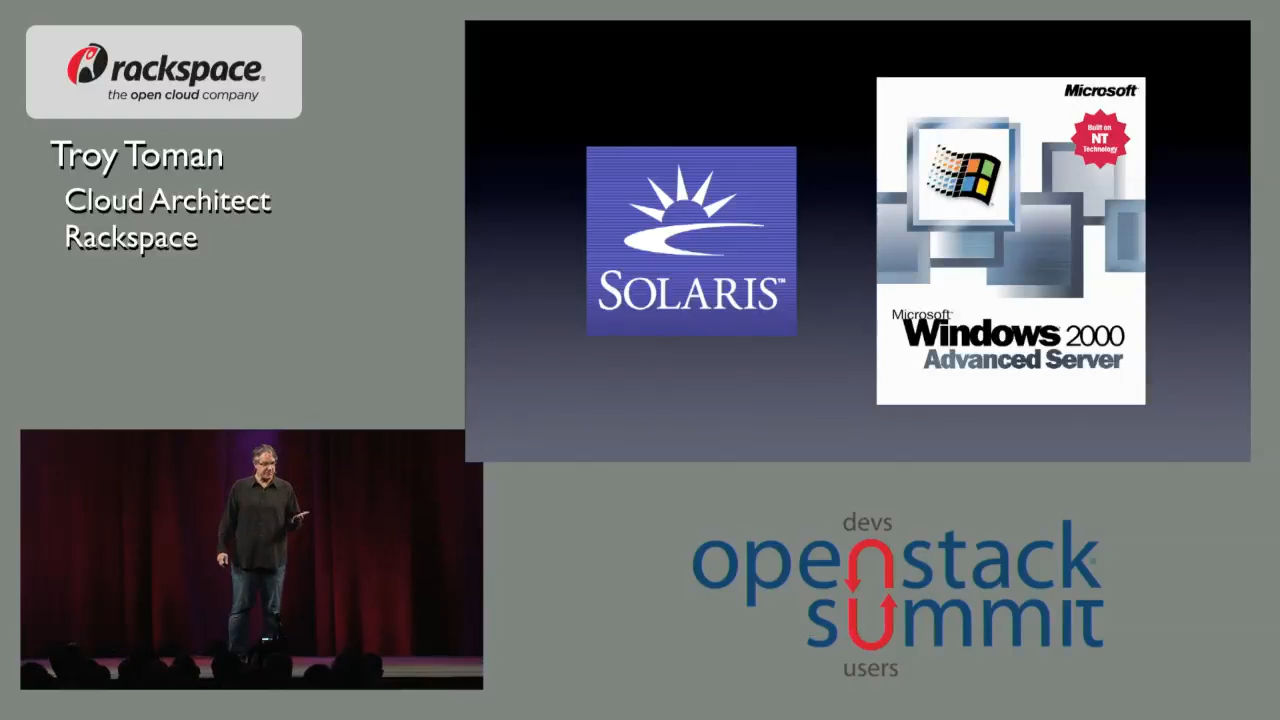 rackspace®
the open cloud company
Troy Toman
Cloud Architect
Rackspace
SOLARIS™
Microsoft
Built on
NT
Technology
Microsoft
Windows 2000
Advanced Server
devs
openstack
summit
users